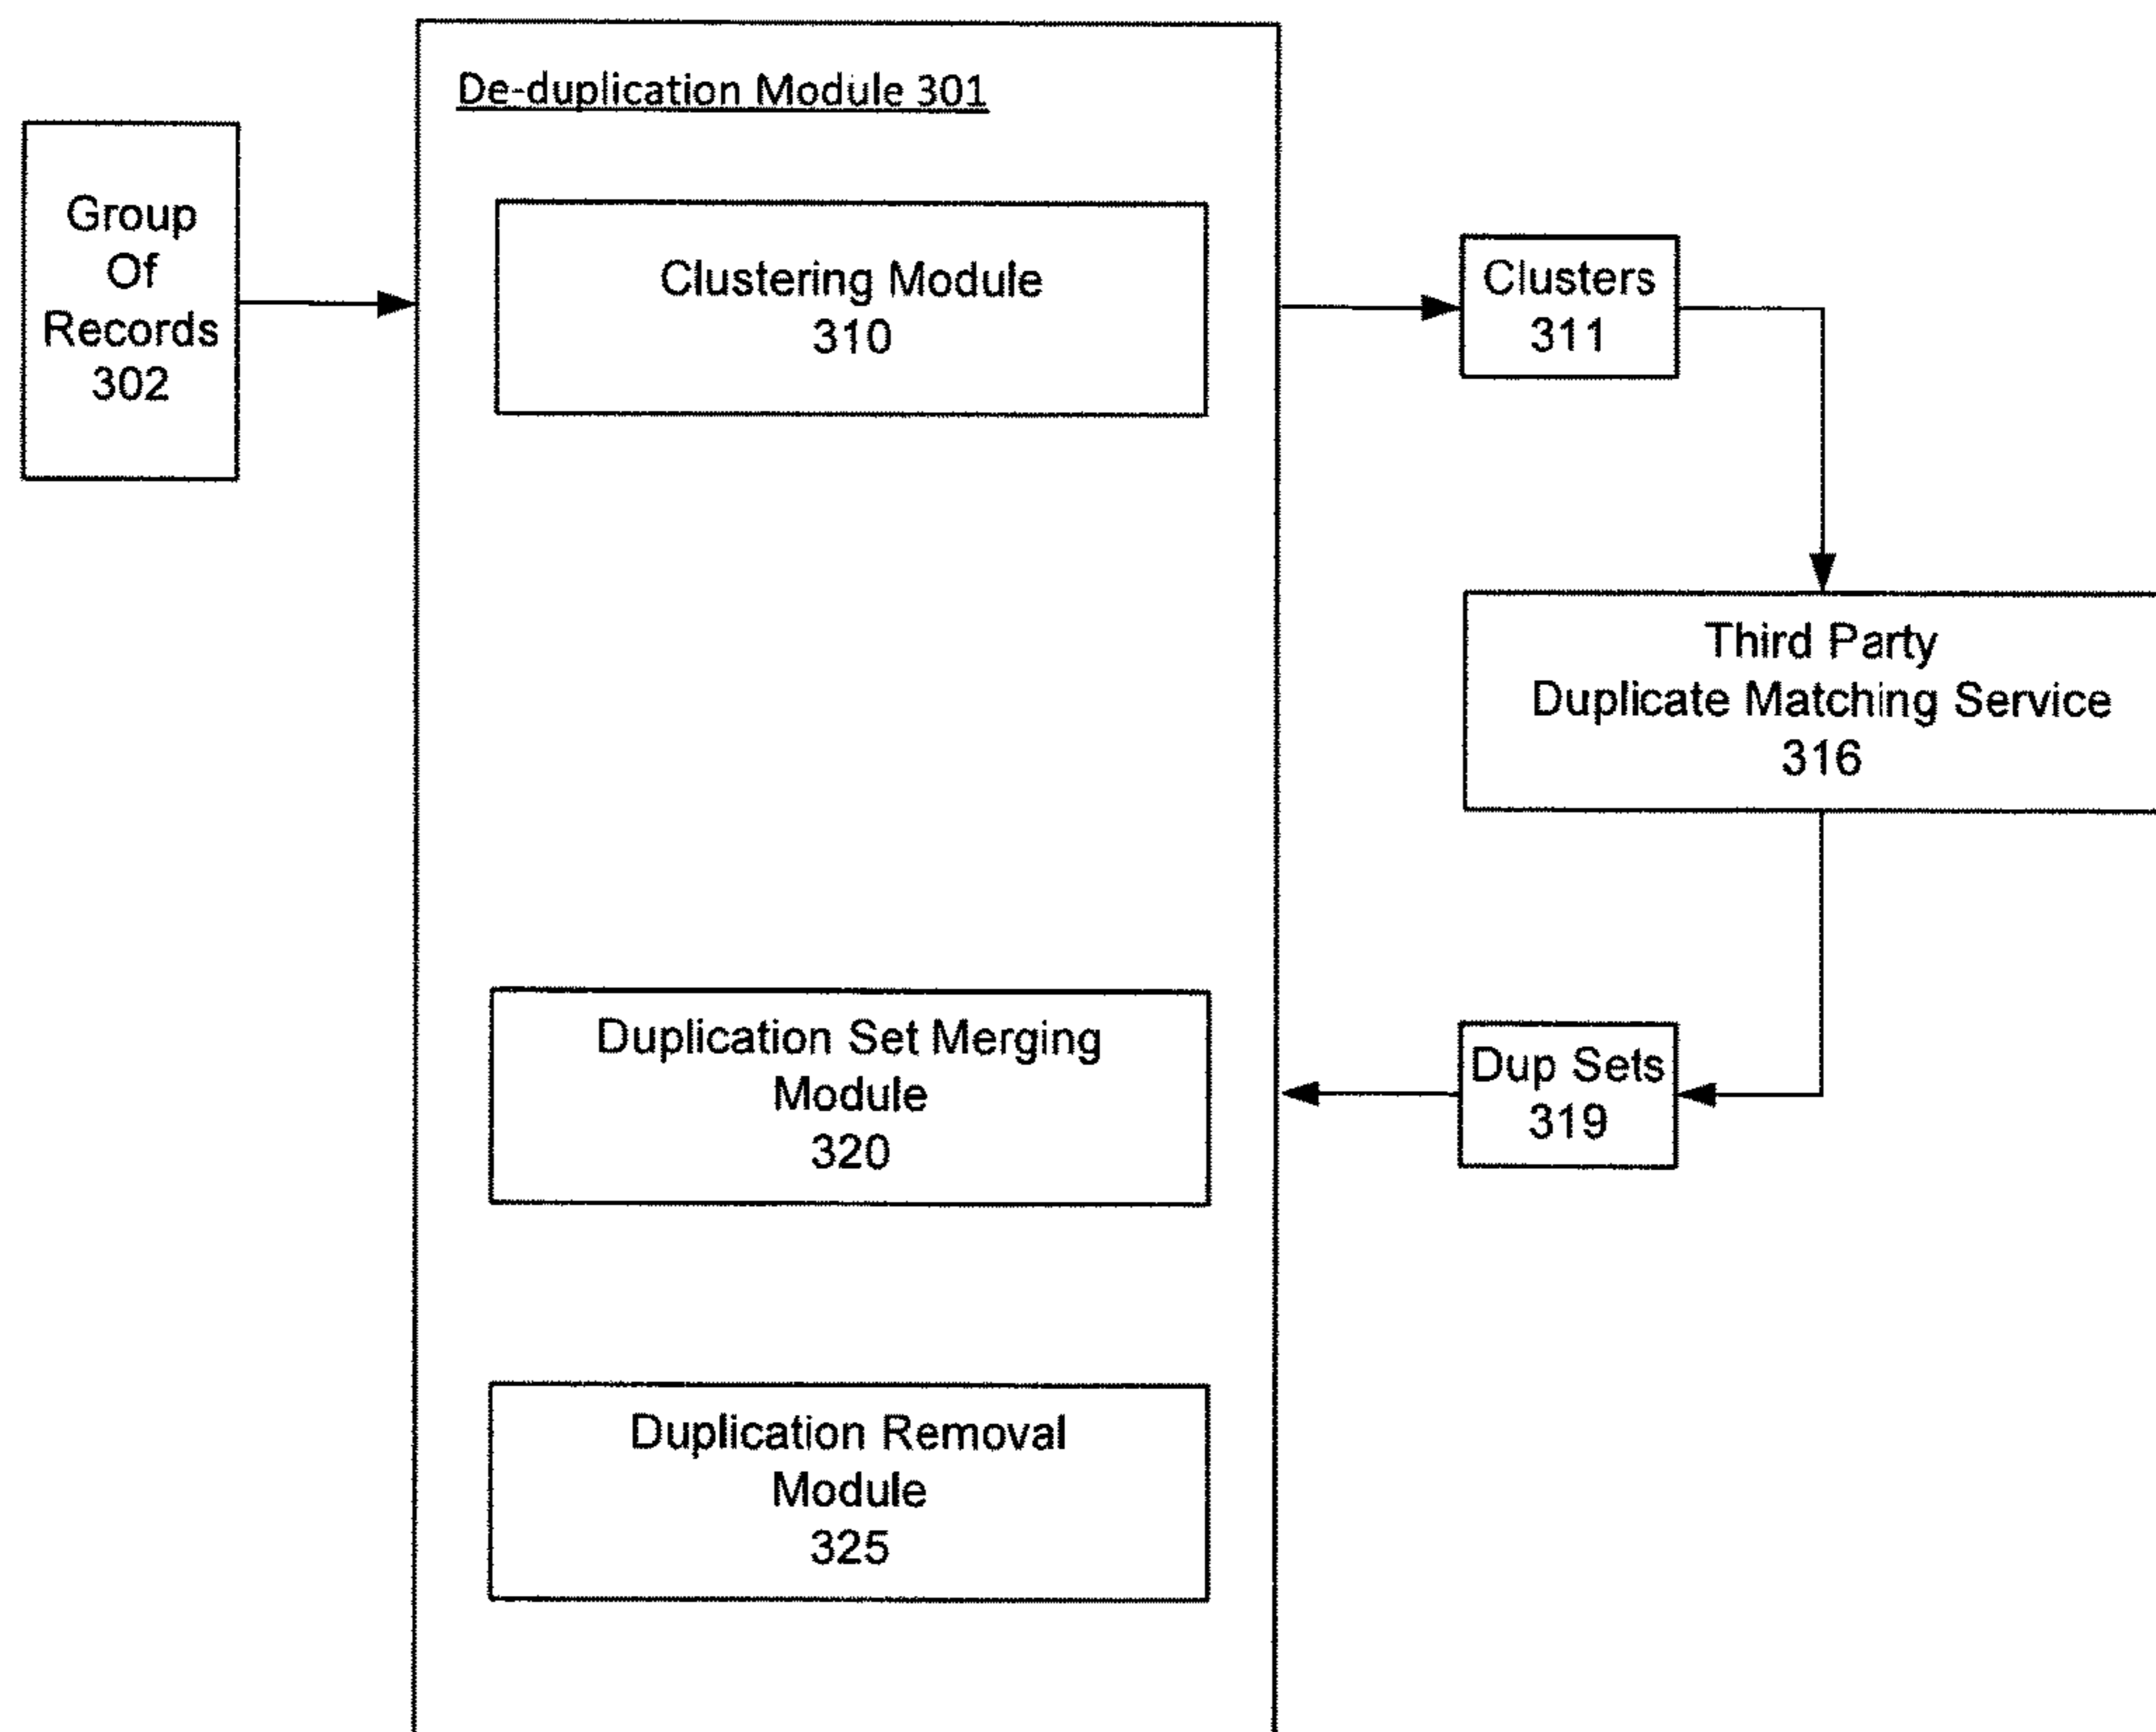 De-duplication Module 301
Group
Of
Records
302
Clustering Module
310
Clusters
311
Third Party
Duplicate Matching Service
316
Duplication Set Merging
Module
320
Dup Sets
319
Duplication Removal
Module
325